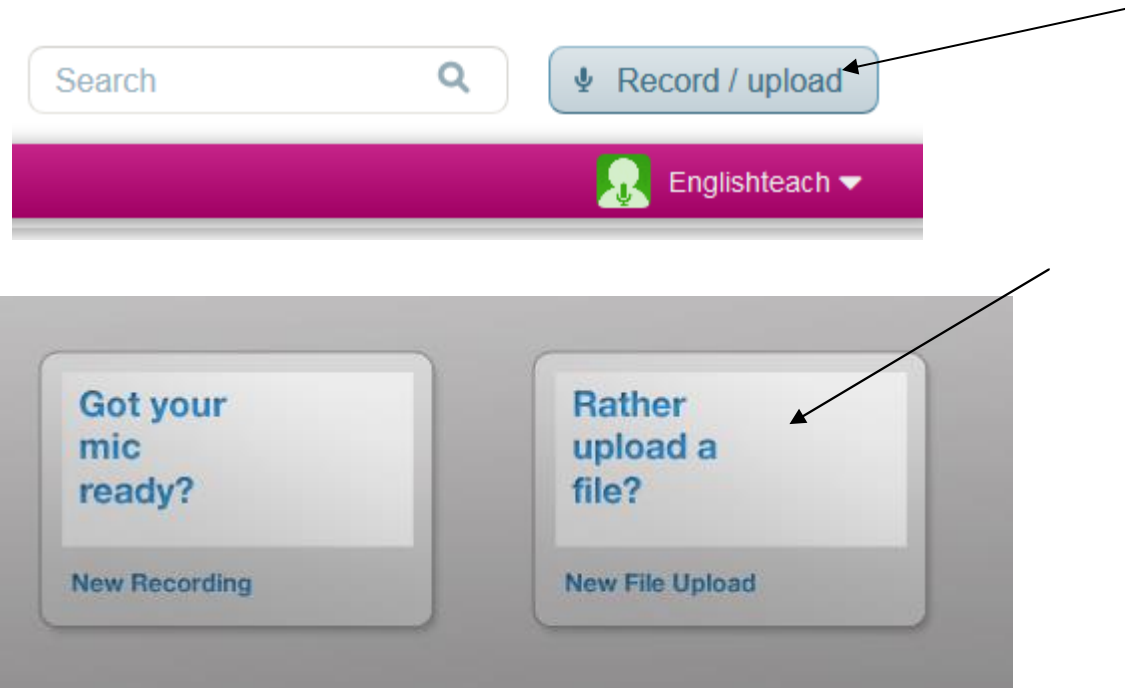 Search
Record / upload
Englishteach
Got your
mic
ready?
New Recording
Rather
upload a
file?
New File Upload